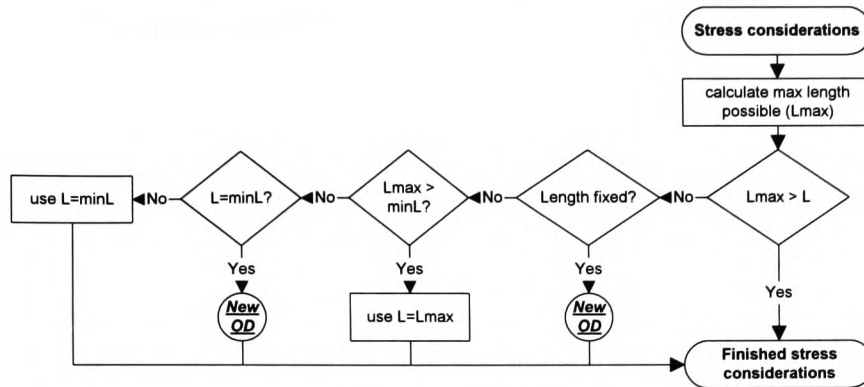 Stress considerations
calculate max length
possible (Lmax)
use L=minL
No
L=minL?
No
Lmax >
minL?
No
Length fixed?
No
Lmax > L
Yes
Yes
Yes
Yes
New
OD
use L=Lmax
New
OD
Finished stress
considerations